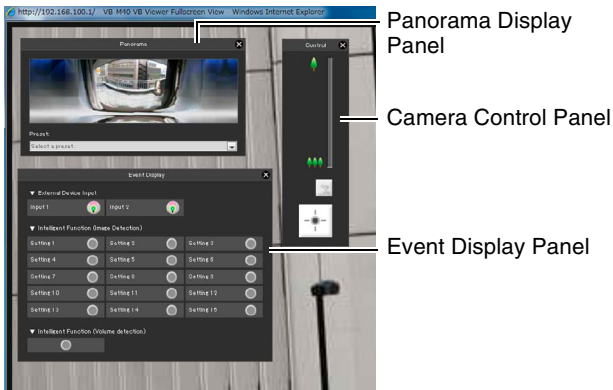 http://192.168.100.1/ VB-M40 VB Viewer Fullscreen View - Windows Internet Explorer
Panorama
Control
Panorama Display
Panel
Camera Control Panel
Preset:
Select a preset.
Event Display
▼ External Device Input
Input 1
Input 2
▼ Intelligent Function (Image Detection)
Setting 1
Setting 2
Setting 3
Event Display Panel
Setting 4
Setting 5
Setting 6
Setting 7
Setting 8
Setting 9
Setting 10
Setting 11
Setting 12
Setting 13
Setting 14
Setting 15
▼ Intelligent Function (Volume detection)